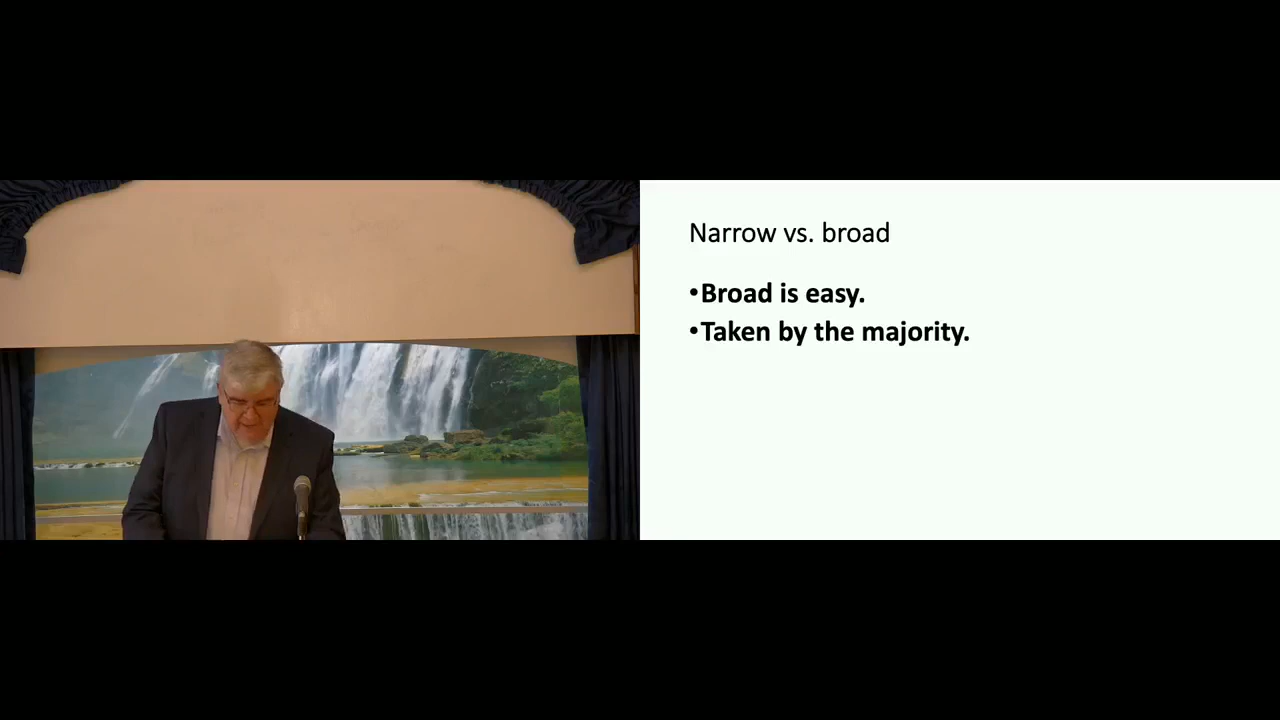 Narrow vs. broad
•Broad is easy.
•Taken by the majority.